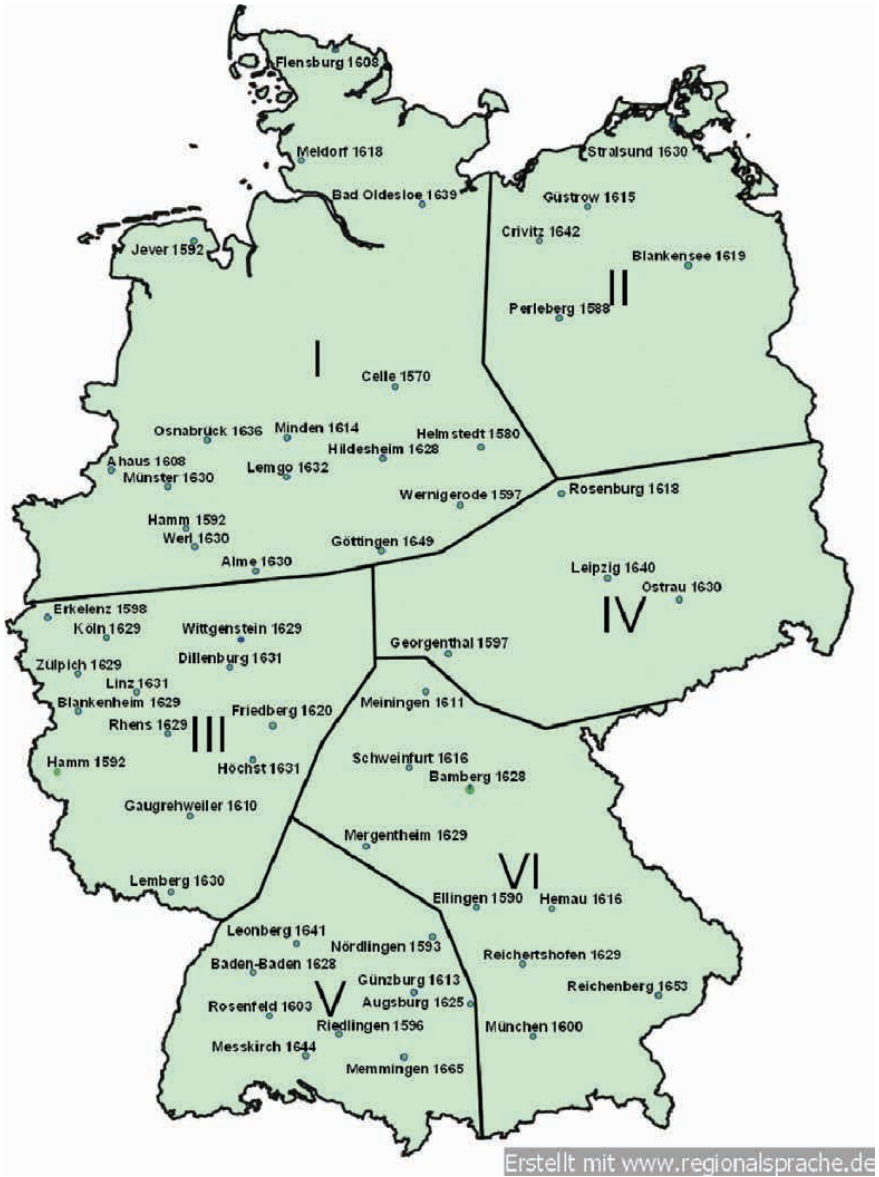 Flensburg 1608
Meldorf 1618
Stralsund 1630
Bad Oldesloe 1639
Güstrow 1615
Crivitz 1642
Jever 1592
Blankensee 1619
II
Perleberg 1588
I
Celle 1570
Osnabrück 1636
Minden 1614
Helmstedt 1580
Hildesheim 1628
Ahaus 1608
Lemgo 1632
Münster 1630
Wernigerode 1597
Rosenburg 1618
Hamm 1592
Werl 1630
Göttingen 1649
Alme 1630
Leipzig 1640
Ostrau 1630
IV
Erkelenz 1598
Köln 1629
Wittgenstein 1629
Georgenthal 1597
Zülpich 1629
Dillenburg 1631
Linz 1631
Meiningen 1611
Blankenheim 1629
Friedberg 1620
Rhens 1629
III
Hamm 1592
Höchst 1631
Schweinfurt 1616
Bamberg 1628
Gaugrehweiler 1610
Mergentheim 1629
VI
Lemberg 1630
Ellingen 1590
Hemau 1616
Leonberg 1641
Nördlingen 1593
Baden-Baden 1628
Reichertshofen 1629
Günzburg 1613
Reichenberg 1653
V
Augsburg 1625
Rosenfeld 1603
Riedlingen 1596
München 1600
Messkirch 1644
Memmingen 1665
Erstellt mit www.regionalsprache.de